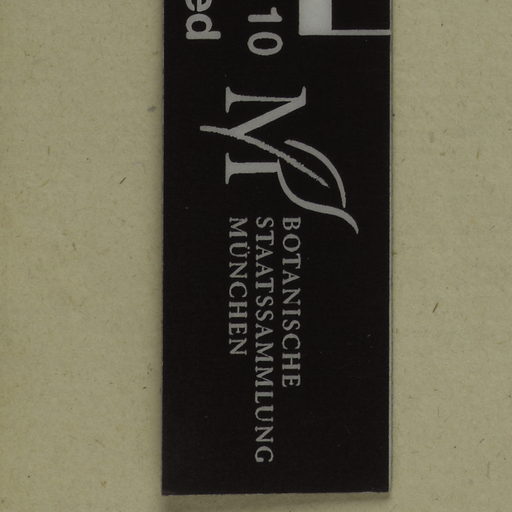 10
ed
BOTANISCHE
STAATSSAMMLUNG
MÜNCHEN